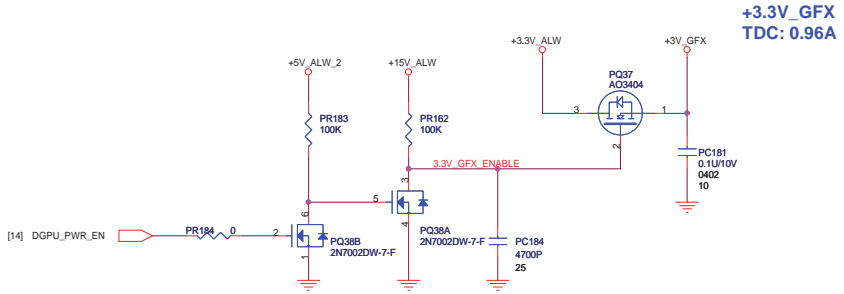 +3.3V_GFX
TDC: 0.96A
+3.3V_ALW
+3V_GFX
+5V_ALW_2
+15V_ALW
PQ37
AO3404
3
1
2
PR183
100K
PR162
100K
PC181
0.1U/10V
0402
10
3.3V_GFX_ENABLE
3
5
4
PQ38A
2N7002DW-7-F
6
[14] DGPU_PWR_EN
PR184
0
2
1
PQ38B
2N7002DW-7-F
PC184
4700P
25